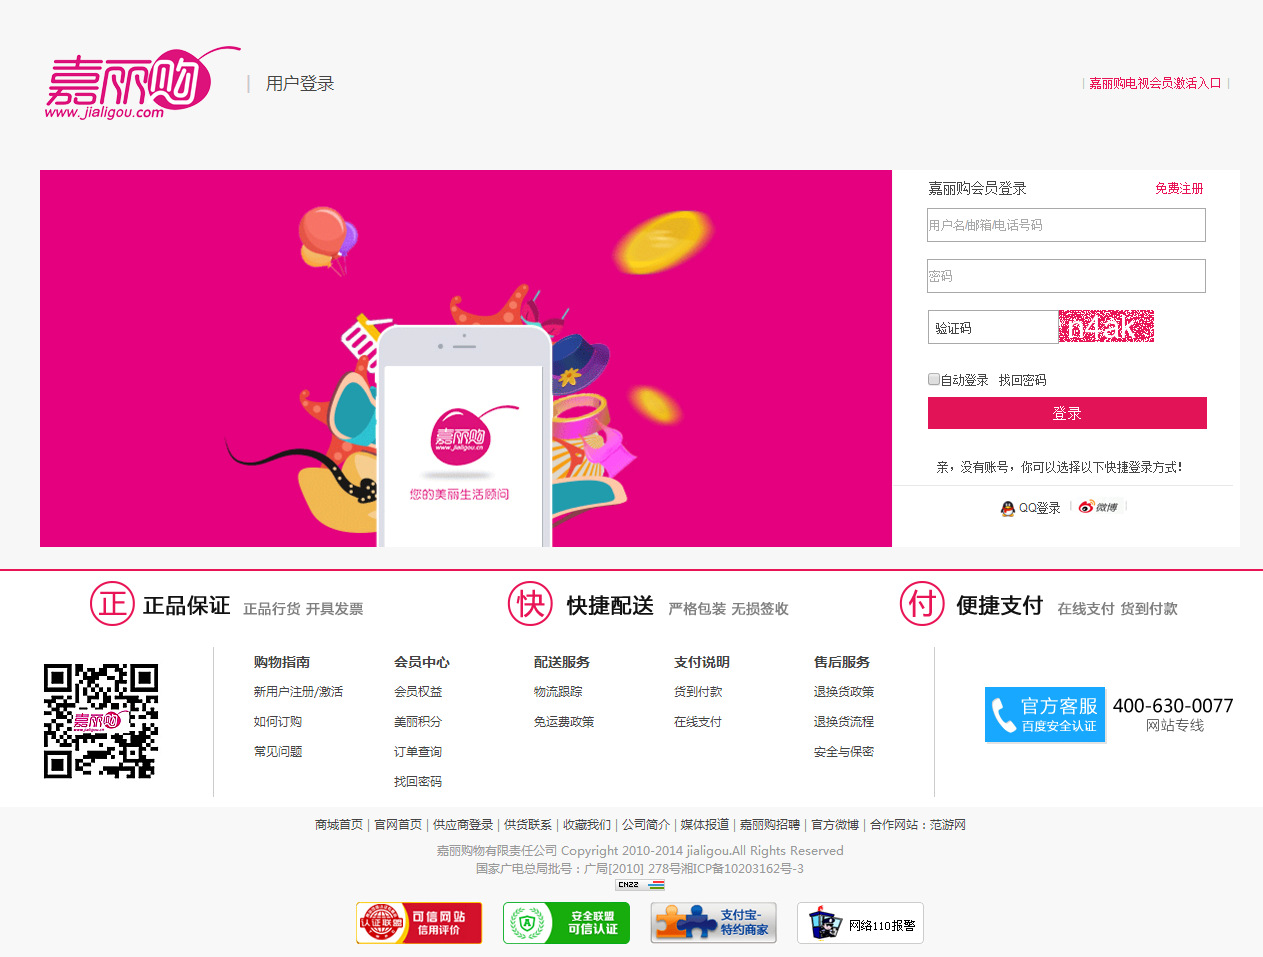 嘉丽购
www.jialigou.com
| 用户登录
| 嘉丽购电视会员激活入口 |
嘉丽购会员登录 免费注册
用户名/邮箱/电话号码
密码
验证码 n4ak
自动登录 找回密码
登录
亲，没有账号，你可以选择以下快捷登录方式！
QQ登录 | 微博 |
嘉丽购
www.jialigou.cn
您的美丽生活顾问
正 正品保证 正品行货 开具发票
快 快捷配送 严格包装 无损签收
付 便捷支付 在线支付 货到付款
嘉丽购
www.jialigou.com
购物指南 会员中心 配送服务 支付说明 售后服务
新用户注册/激活 会员权益 物流跟踪 货到付款 退换货政策
如何订购 美丽积分 免运费政策 在线支付 退换货流程
常见问题 订单查询 安全与保密
找回密码
官方客服
百度安全认证
400-630-0077
网站专线
商城首页 | 官网首页 | 供应商登录 | 供货联系 | 收藏我们 | 公司简介 | 媒体报道 | 嘉丽购招聘 | 官方微博 | 合作网站：范游网
嘉丽购物有限责任公司 Copyright 2010-2014 jialigou.All Rights Reserved
国家广电总局批号：广局[2010] 278号湘ICP备10203162号-3
CNZZ
认证联盟 可信网站
信用评价
安全联盟
可信认证
支付宝-
特约商家
网络110报警